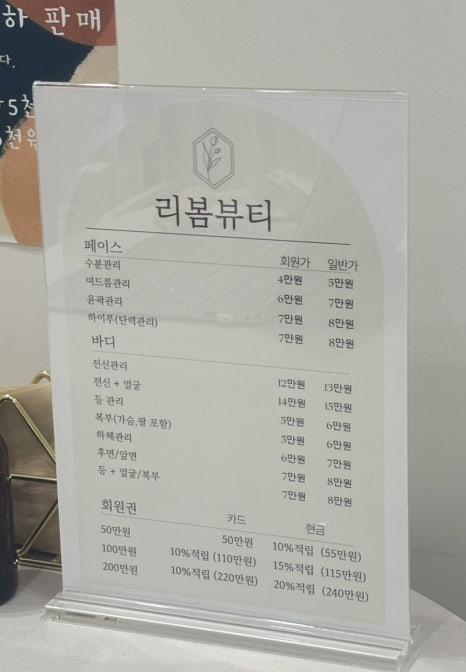 하 판매
다.
5천
천원
리봄뷰티
페이스
회원가 일반가
수분관리 4만원 5만원
여드름관리 6만원 7만원
윤곽관리 7만원 8만원
하이푸(탄력관리) 7만원 8만원
바디
전신관리 12만원 13만원
전신 + 얼굴 14만원 15만원
등 관리 5만원 6만원
복부(가슴,팔 포함) 5만원 6만원
하체관리 6만원 7만원
후면/앞면 7만원 8만원
등 + 얼굴/복부 7만원 8만원
회원권 카드 현금
50만원 50만원 10%적립 (55만원)
100만원 10%적립 (110만원) 15%적립 (115만원)
200만원 10%적립 (220만원) 20%적립 (240만원)